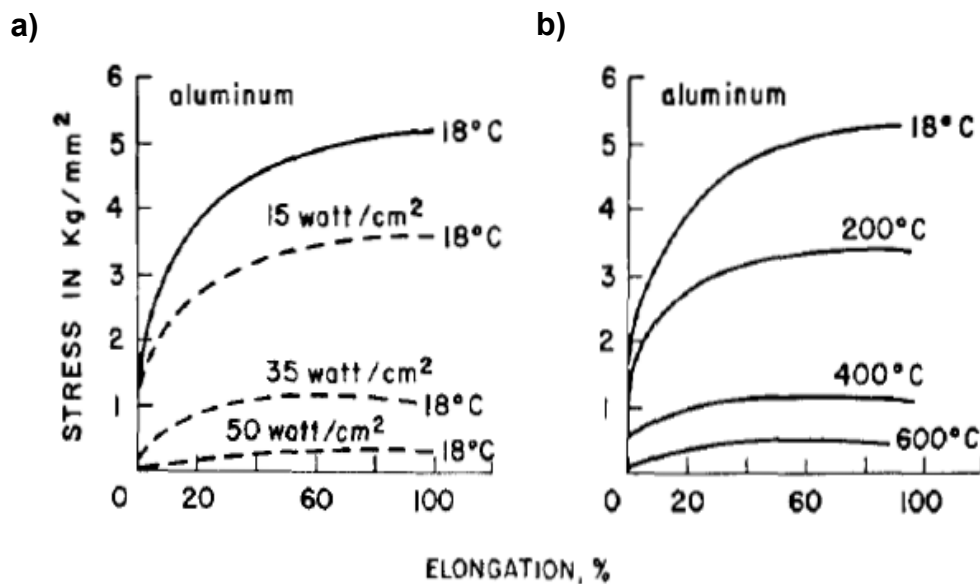 a)
b)
STRESS IN Kg/mm²
6
5
4
3
2
1
0
20
60
100
aluminum
18°C
15 watt/cm²
18°C
35 watt/cm²
18°C
50 watt/cm²
18°C
6
5
4
3
2
1
0
20
60
100
aluminum
18°C
200°C
400°C
600°C
ELONGATION, %